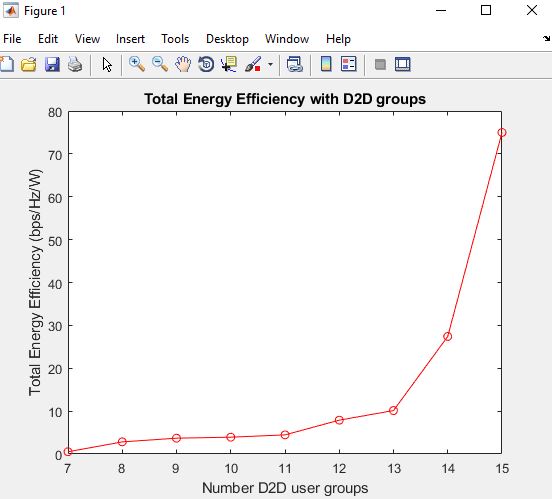 Figure 1
File Edit View Insert Tools Desktop Window Help
Total Energy Efficiency with D2D groups
80
70
60
50
40
30
20
10
0
Total Energy Efficiency (bps/Hz/W)
7 8 9 10 11 12 13 14 15
Number D2D user groups